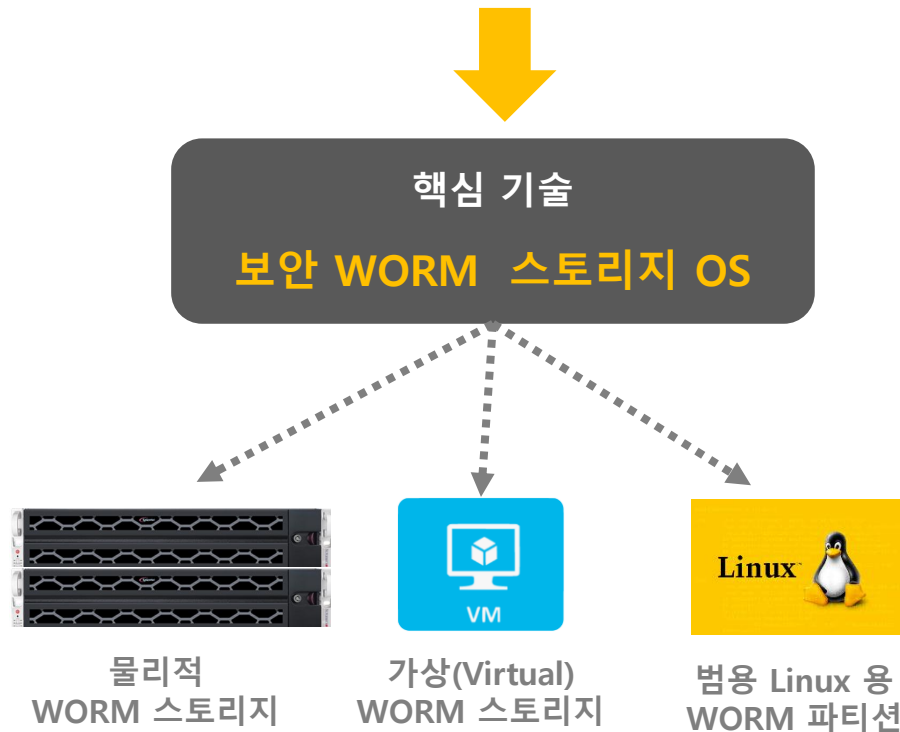 핵심 기술
보안 WORM 스토리지 OS
VM
Linux
물리적
WORM 스토리지
가상(Virtual)
WORM 스토리지
범용 Linux 용
WORM 파티션